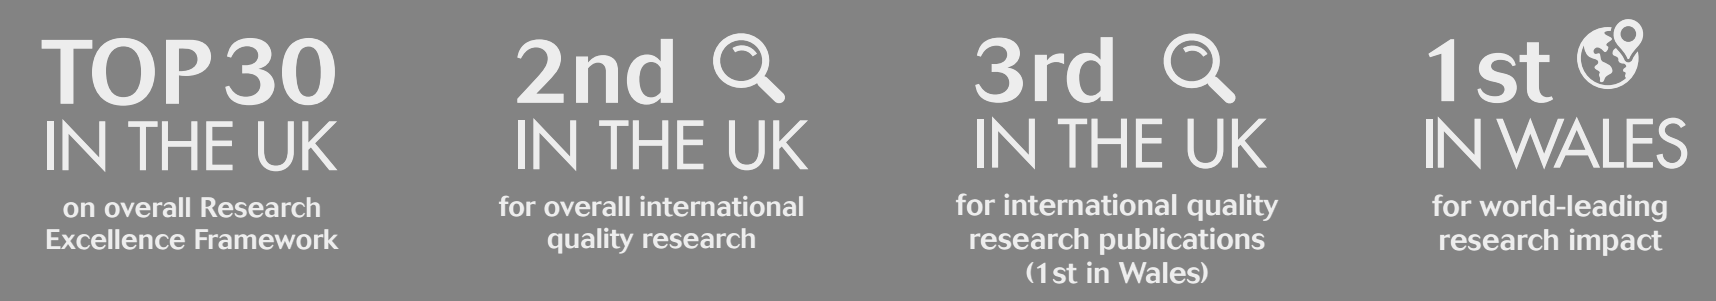 TOP 30
IN THE UK
on overall Research
Excellence Framework
2nd
IN THE UK
for overall international
quality research
3rd
IN THE UK
for international quality
research publications
(1st in Wales)
1st
IN WALES
for world-leading
research impact